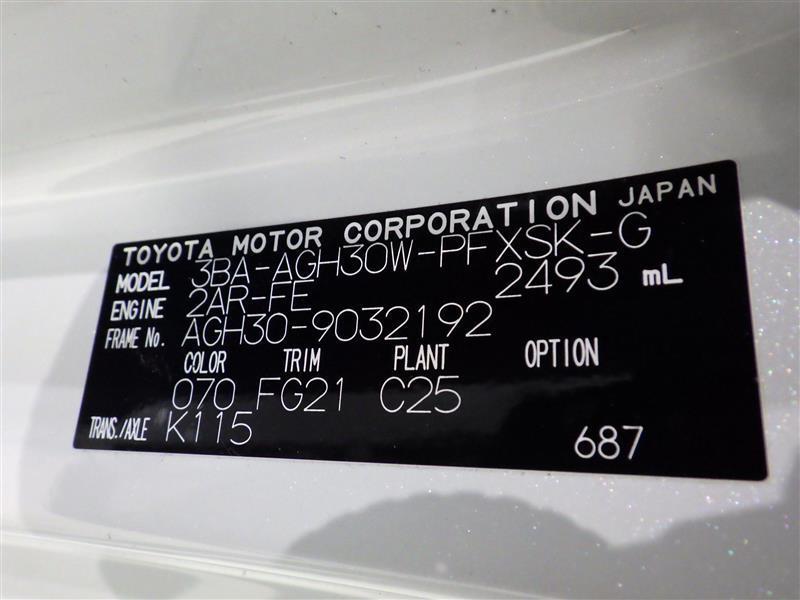 TOYOTA MOTOR CORPORATION JAPAN
MODEL 3BA-AGH30W-PFXSK-G
ENGINE 2AR-FE 2493 mL
FRAME No. AGH30-9032192
COLOR TRIM PLANT OPTION
070 FG21 C25
TRANS./AXLE K115 687